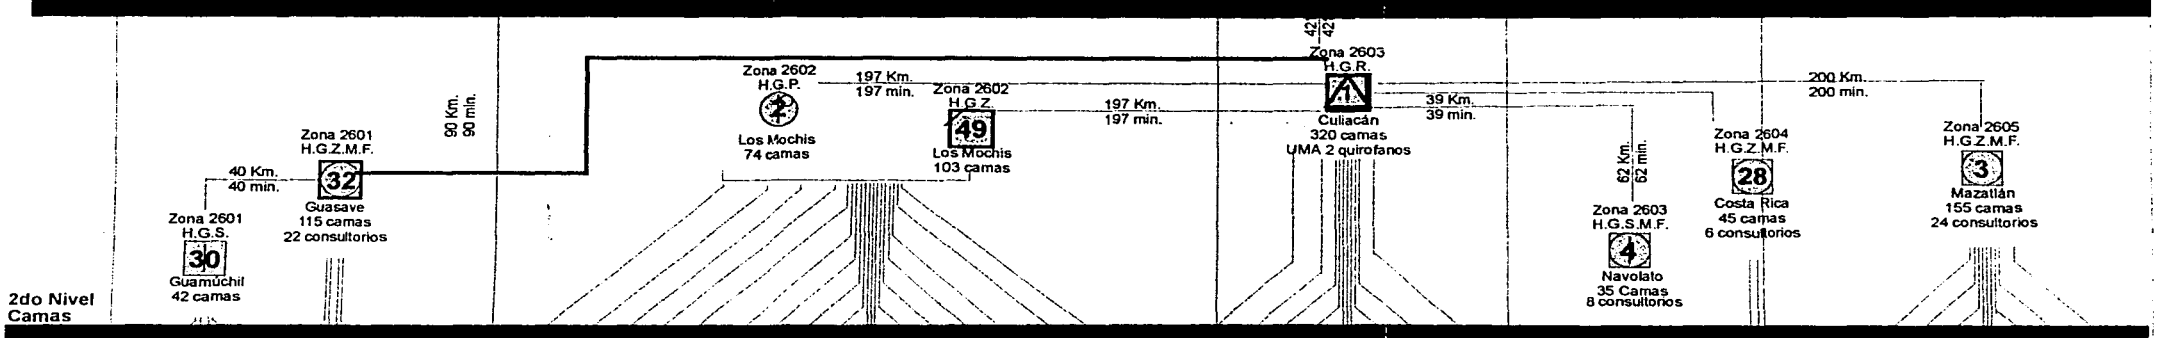 2do Nivel
Camas
Zona 2601
H.G.S.
30
Guamúchil
42 camas
40 Km.
40 min.
Zona 2601
H.G.Z.M.F.
32
Guasave
115 camas
22 consultorios
90 Km.
90 min.
Zona 2602
H.G.P.
2
Los Mochis
74 camas
197 Km.
197 min.
Zona 2602
H.G.Z.
49
Los Mochis
103 camas
197 Km.
197 min.
Zona 2603
H.G.R.
1
Culiacán
320 camas
UMA 2 quirofanos
39 Km.
39 min.
62 Km.
62 min.
Zona 2603
H.G.S.M.F.
4
Navolato
35 Camas
8 consultorios
Zona 2604
H.G.Z.M.F.
28
Costa Rica
45 camas
6 consultorios
200 Km.
200 min.
Zona 2605
H.G.Z.M.F.
3
Mazatlán
155 camas
24 consultorios